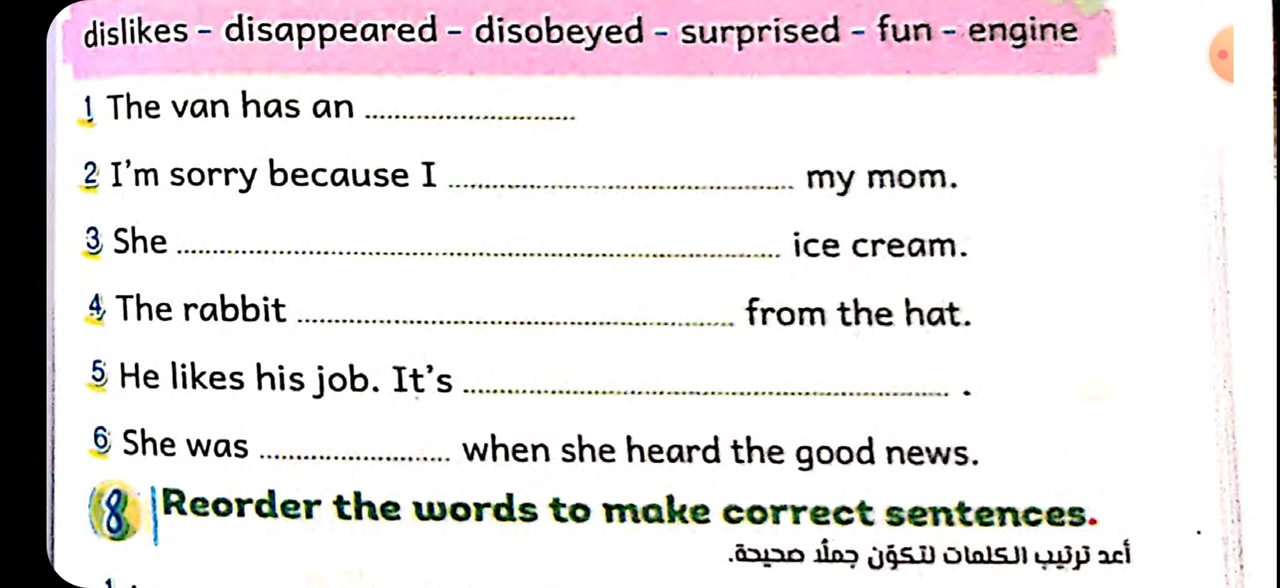 dislikes – disappeared – disobeyed – surprised – fun – engine
1 The van has an ..............................
2 I'm sorry because I .................................................. my mom.
3 She .......................................................................................... ice cream.
4 The rabbit ................................................................. from the hat.
5 He likes his job. It's ........................................................................ .
6 She was ............................ when she heard the good news.
8 Reorder the words to make correct sentences.
أعد ترتيب الكلمات لتكوّن جملًا صحيحة.